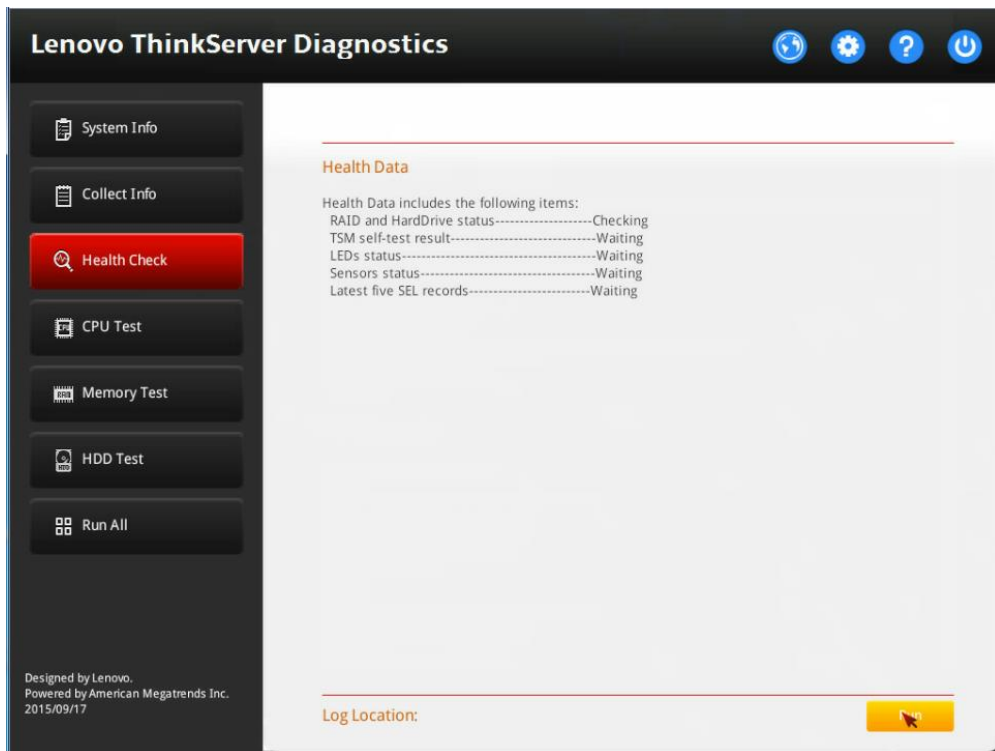 Lenovo ThinkServer Diagnostics
System Info
Collect Info
Health Check
CPU Test
Memory Test
HDD Test
Run All
Designed by Lenovo.
Powered by American Megatrends Inc.
2015/09/17
Health Data
Health Data includes the following items:
RAID and HardDrive status--------------------Checking
TSM self-test result------------------------------Waiting
LEDs status----------------------------------------Waiting
Sensors status------------------------------------Waiting
Latest five SEL records-------------------------Waiting
Log Location: